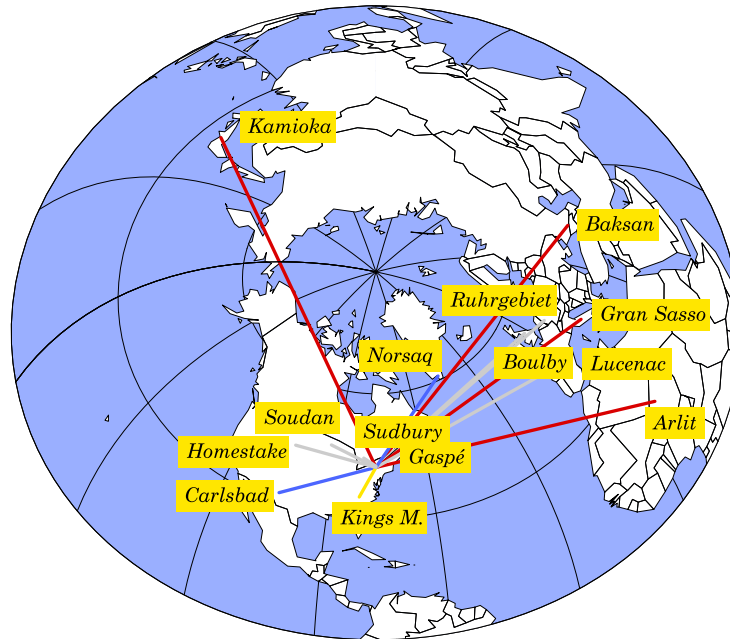 Kamioka
Baksan
Ruhrgebiet
Gran Sasso
Norsaq
Boulby
Lucenac
Soudan
Sudbury
Arlit
Homestake
Gaspé
Carlsbad
Kings M.